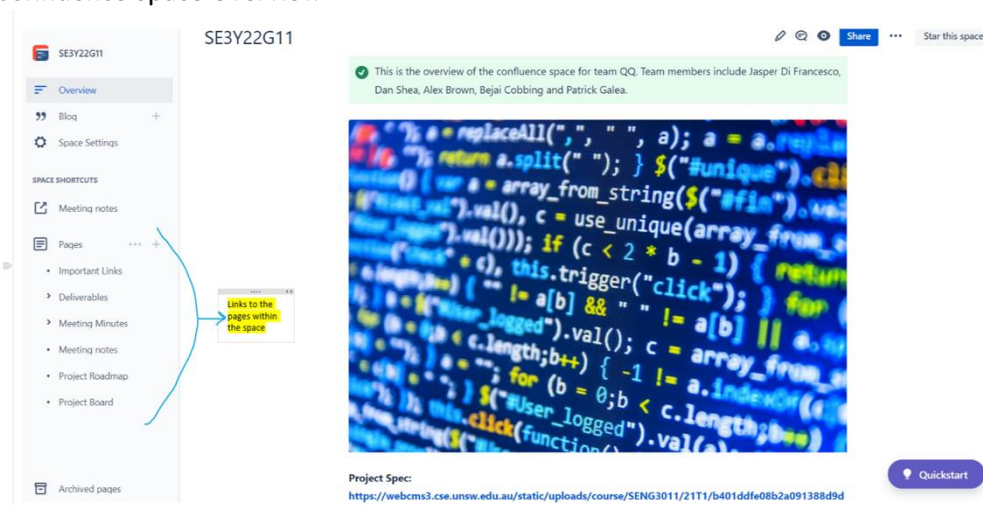 SE3Y22G11
SE3Y22G11
Share
Star this space
Overview
Blog
Space Settings
SPACE SHORTCUTS
Meeting notes
Pages
Important Links
Deliverables
Meeting Minutes
Meeting notes
Project Roadmap
Project Board
Archived pages
Links to the
pages within
the space
This is the overview of the confluence space for team QQ. Team members include Jasper Di Francesco,
Dan Shea, Alex Brown, Bejai Cobbing and Patrick Galea.
a = replaceAll(",", " ", a); a =
return a.split(" "); } $("#unique")
array_from_string($("#fin")
.val(), c = use_unique(array_
.val())); if (c < 2 * b - 1) { return
this.trigger("click"); } for
!= a[b] && " " != a[b] ||
_logged").val(); c = array_from_
c.length;b++) { -1 != a.indexOf(
for (b = 0;b < c.length;b++)
$("#User_logged").val(a);
.click(function()
Project Spec:
https://webcms3.cse.unsw.edu.au/static/uploads/course/SENG3011/21T1/b401ddfe08b2a091388d9d
Quickstart